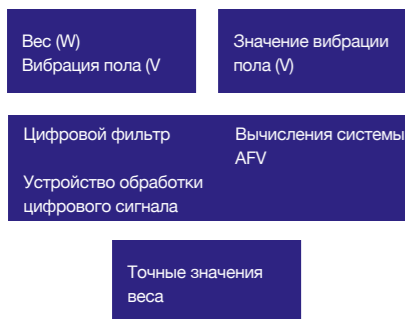 Вес (W)
Вибрация пола (V
Значение вибрации
пола (V)
Цифровой фильтр
Устройство обработки
цифрового сигнала
Вычисления системы
AFV
Точные значения
веса